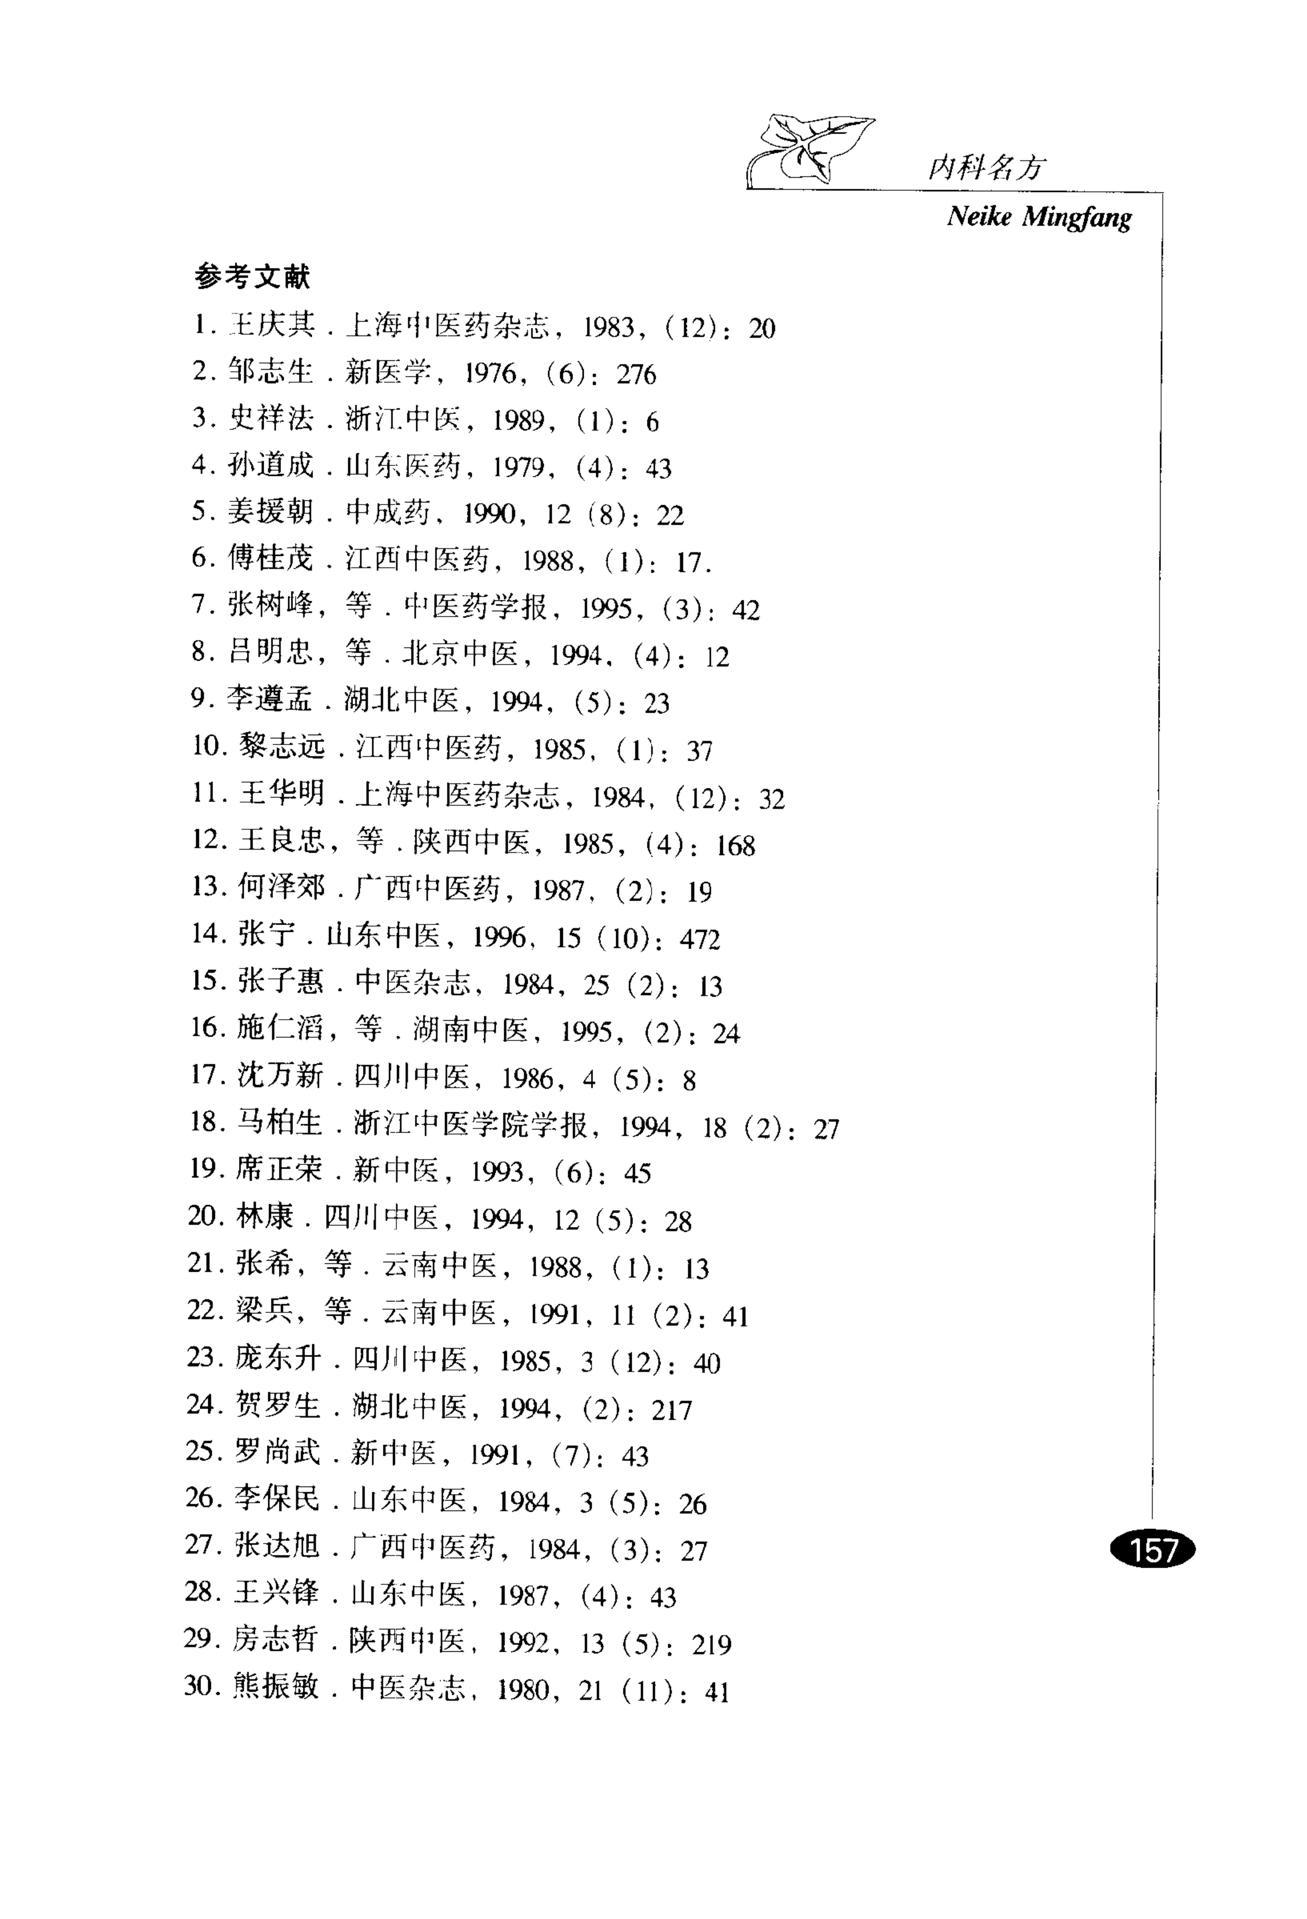 内科名方
Neike Mingfang
参考文献
1. 王庆其．上海中医药杂志，1983，(12)：20
2. 邹志生．新医学，1976，(6)：276
3. 史祥法．浙江中医，1989，(1)：6
4. 孙道成．山东医药，1979，(4)：43
5. 姜援朝．中成药，1990，12 (8)：22
6. 傅桂茂．江西中医药，1988，(1)：17.
7. 张树峰，等．中医药学报，1995，(3)：42
8. 吕明忠，等．北京中医，1994，(4)：12
9. 李遵孟．湖北中医，1994，(5)：23
10. 黎志远．江西中医药，1985，(1)：37
11. 王华明．上海中医药杂志，1984，(12)：32
12. 王良忠，等．陕西中医，1985，(4)：168
13. 何泽郊．广西中医药，1987，(2)：19
14. 张宁．山东中医，1996，15 (10)：472
15. 张子惠．中医杂志，1984，25 (2)：13
16. 施仁滔，等．湖南中医，1995，(2)：24
17. 沈万新．四川中医，1986，4 (5)：8
18. 马柏生．浙江中医学院学报，1994，18 (2)：27
19. 席正荣．新中医，1993，(6)：45
20. 林康．四川中医，1994，12 (5)：28
21. 张希，等．云南中医，1988，(1)：13
22. 梁兵，等．云南中医，1991，11 (2)：41
23. 庞东升．四川中医，1985，3 (12)：40
24. 贺罗生．湖北中医，1994，(2)：217
25. 罗尚武．新中医，1991，(7)：43
26. 李保民．山东中医，1984，3 (5)：26
27. 张达旭．广西中医药，1984，(3)：27
28. 王兴锋．山东中医，1987，(4)：43
29. 房志哲．陕西中医，1992，13 (5)：219
30. 熊振敏．中医杂志，1980，21 (11)：41
157